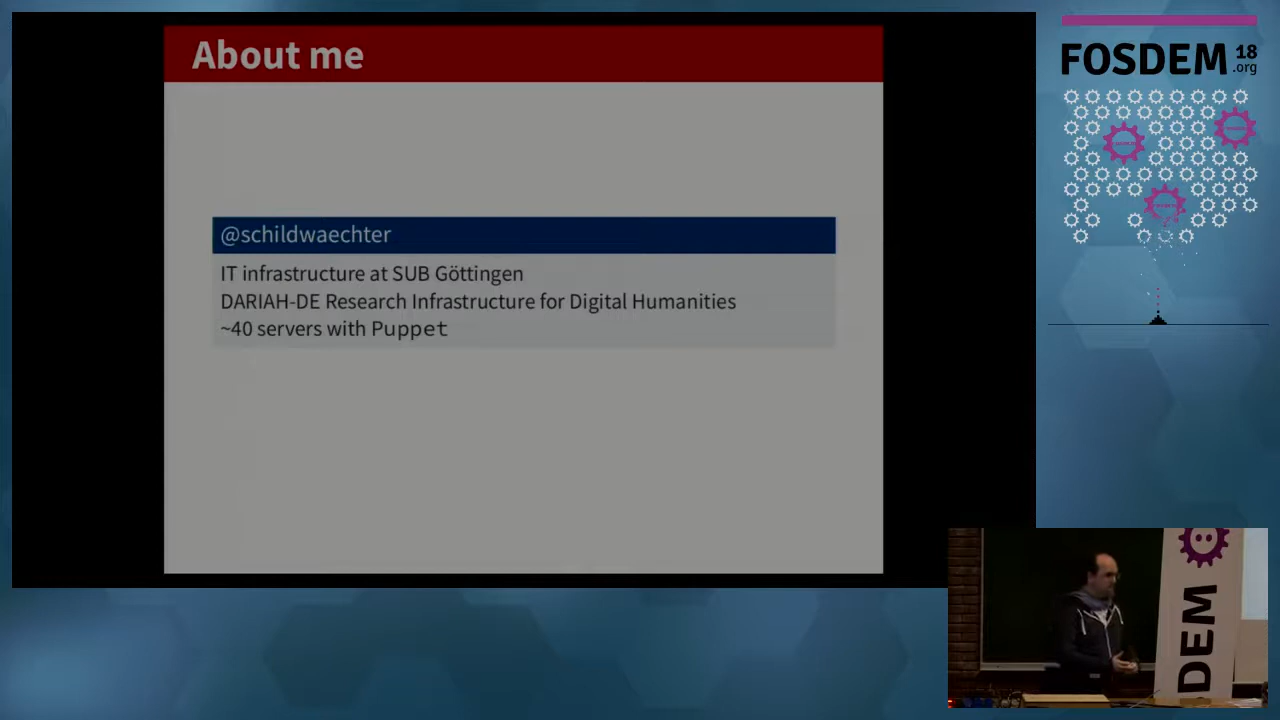 About me
@schildwaechter
IT infrastructure at SUB Göttingen
DARIAH-DE Research Infrastructure for Digital Humanities
~40 servers with Puppet
FOSDEM 18
.org
DEM